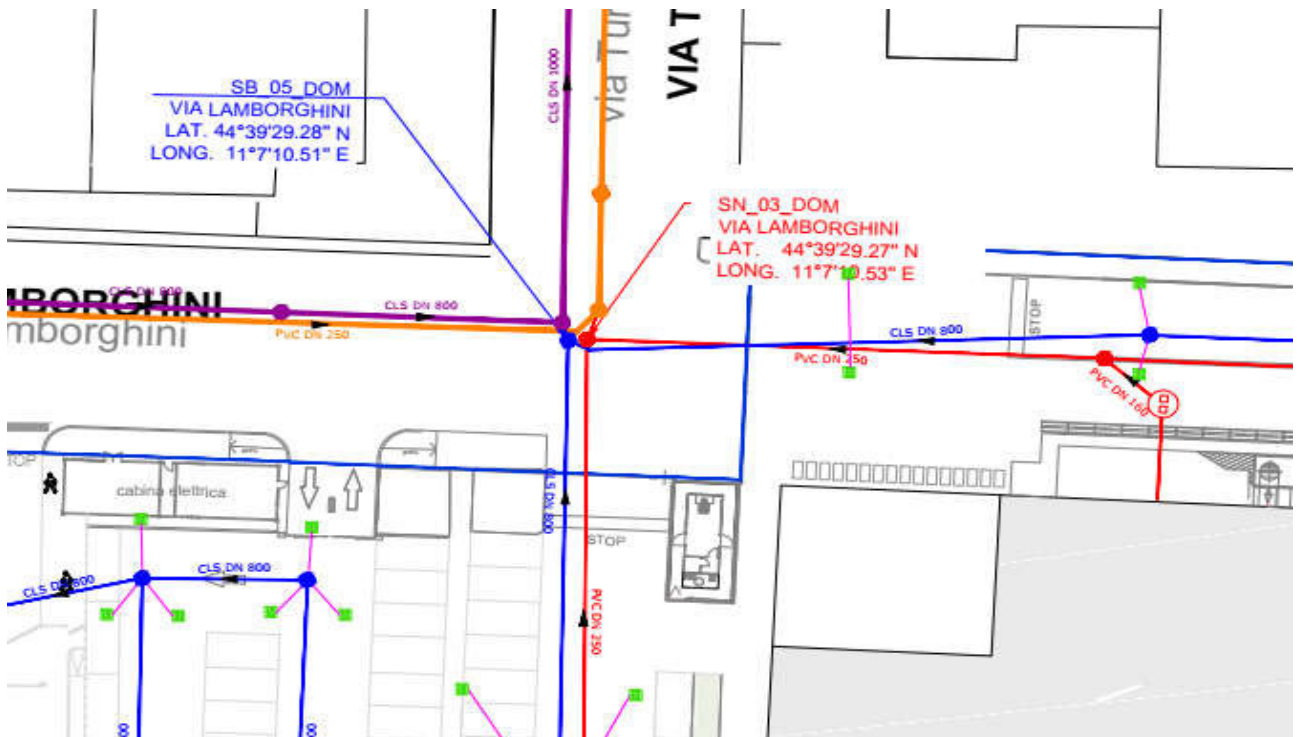 VIA T
via Tur
CLS DN 1000
SB_05_DOM
VIA LAMBORGHINI
LAT. 44°39'29.28" N
LONG. 11°7'10.51" E
SN_03_DOM
VIA LAMBORGHINI
LAT. 44°39'29.27" N
LONG. 11°7'10.53" E
CLS DN 800
CLS DN 800
MBORGHINI
mborghini
PVC DN 250
STOP
CLS DN 800
PVC DN 250
PVC DN 160
STOP
cabina elettrica
CLS DN 800
STOP
CLS DN 800
CLS DN 800
PVC DN 250
00
00